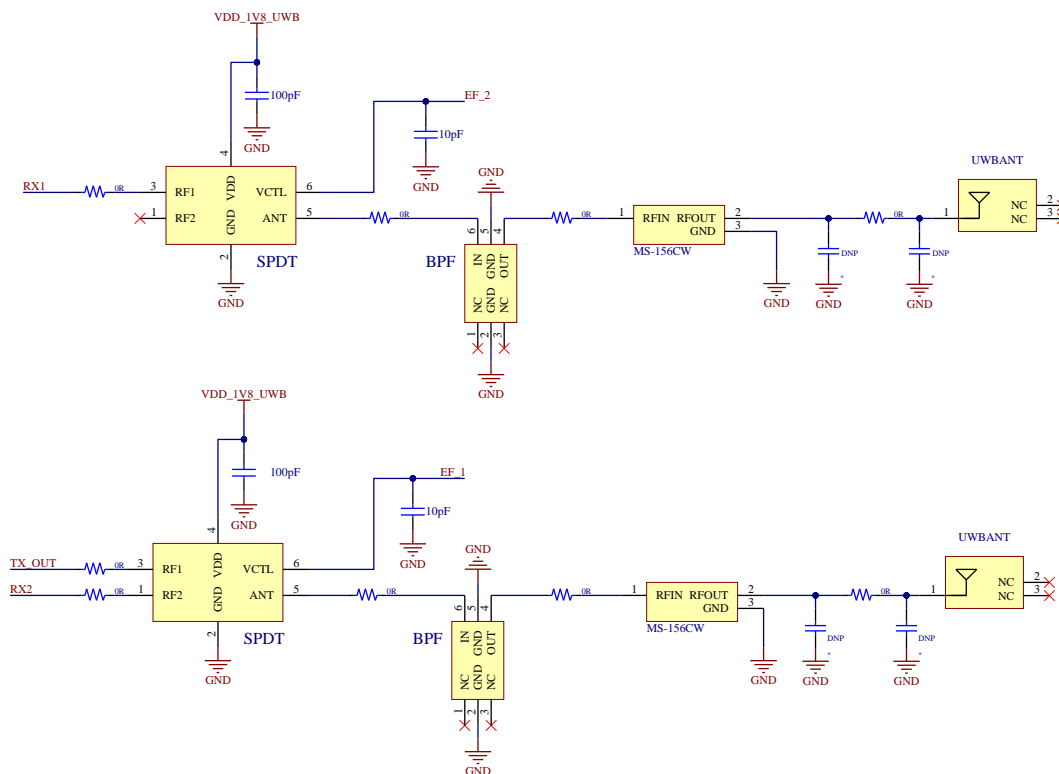 VDD_1V8_UWB
100pF
GND
EF_2
10pF
GND
RX1
0R
3
RF1
4
VDD
VCTL
6
1
RF2
GND
ANT
5
0R
2
GND
SPDT
GND
BPF
6
5
4
IN
GND
OUT
NC
GND
NC
1
2
3
GND
0R
1
RFIN
RFOUT
2
GND
3
MS-156CW
GND
DNP
*
GND
0R
DNP
*
GND
1
UWBANT
NC
2
NC
3
VDD_1V8_UWB
100pF
GND
EF_1
10pF
GND
TX_OUT
0R
3
RF1
4
VDD
VCTL
6
RX2
0R
1
RF2
GND
ANT
5
0R
2
GND
SPDT
GND
BPF
6
5
4
IN
GND
OUT
NC
GND
NC
1
2
3
GND
0R
1
RFIN
RFOUT
2
GND
3
MS-156CW
GND
DNP
*
GND
0R
DNP
*
GND
1
UWBANT
NC
2
NC
3